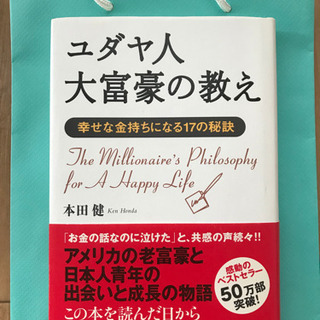 ユダヤ人
大富豪の教え
幸せな金持ちになる17の秘訣
The Millionaire's Philosophy
for A Happy Life
本田 健 Ken Honda
「お金の話なのに泣けた」と、共感の声続々!!
アメリカの老富豪と
日本人青年の
出会いと成長の物語
感動の
ベストセラー
50万部
突破!
この本を読んだ日から